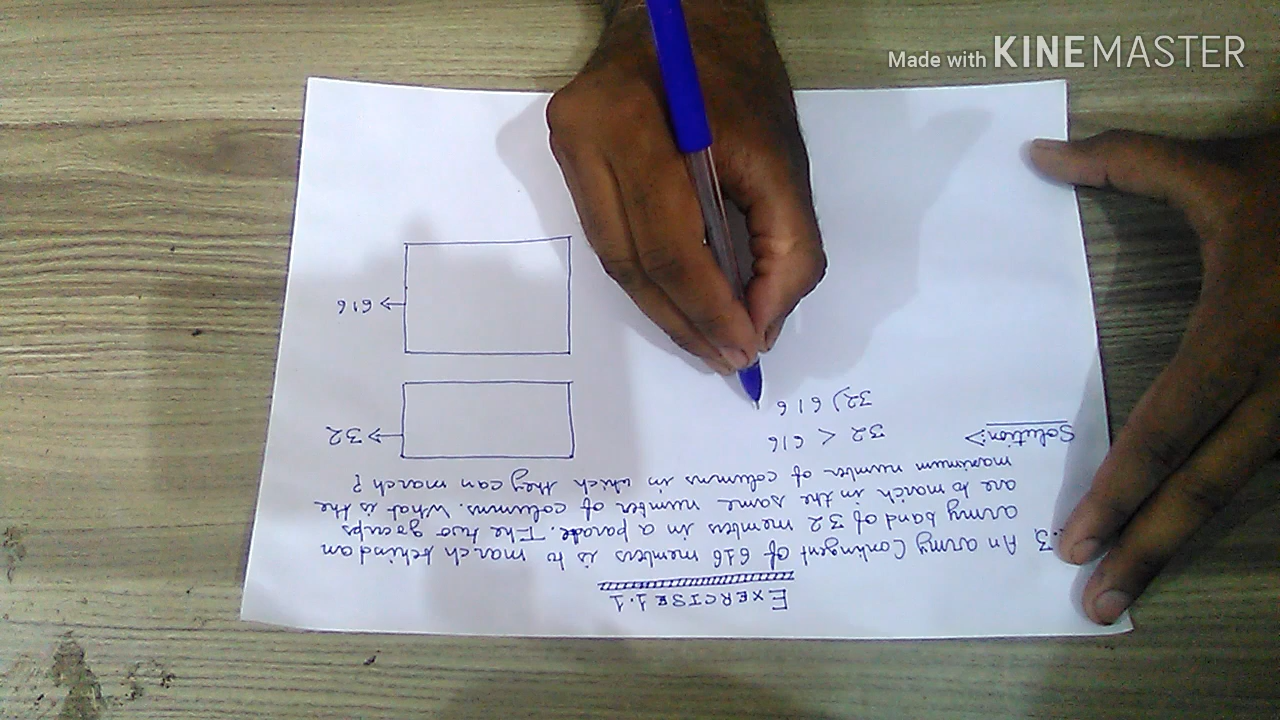 Made with KINEMASTER
EXERCISE 1.1
.3. An army Contingent of 616 members is to march behind an
army band of 32 members in a parade. The two groups
are to march in the same number of columns. What is the
maximum number of columns in which they can march?
Solution:>
32 < 616
32) 616
→ 32
→ 616